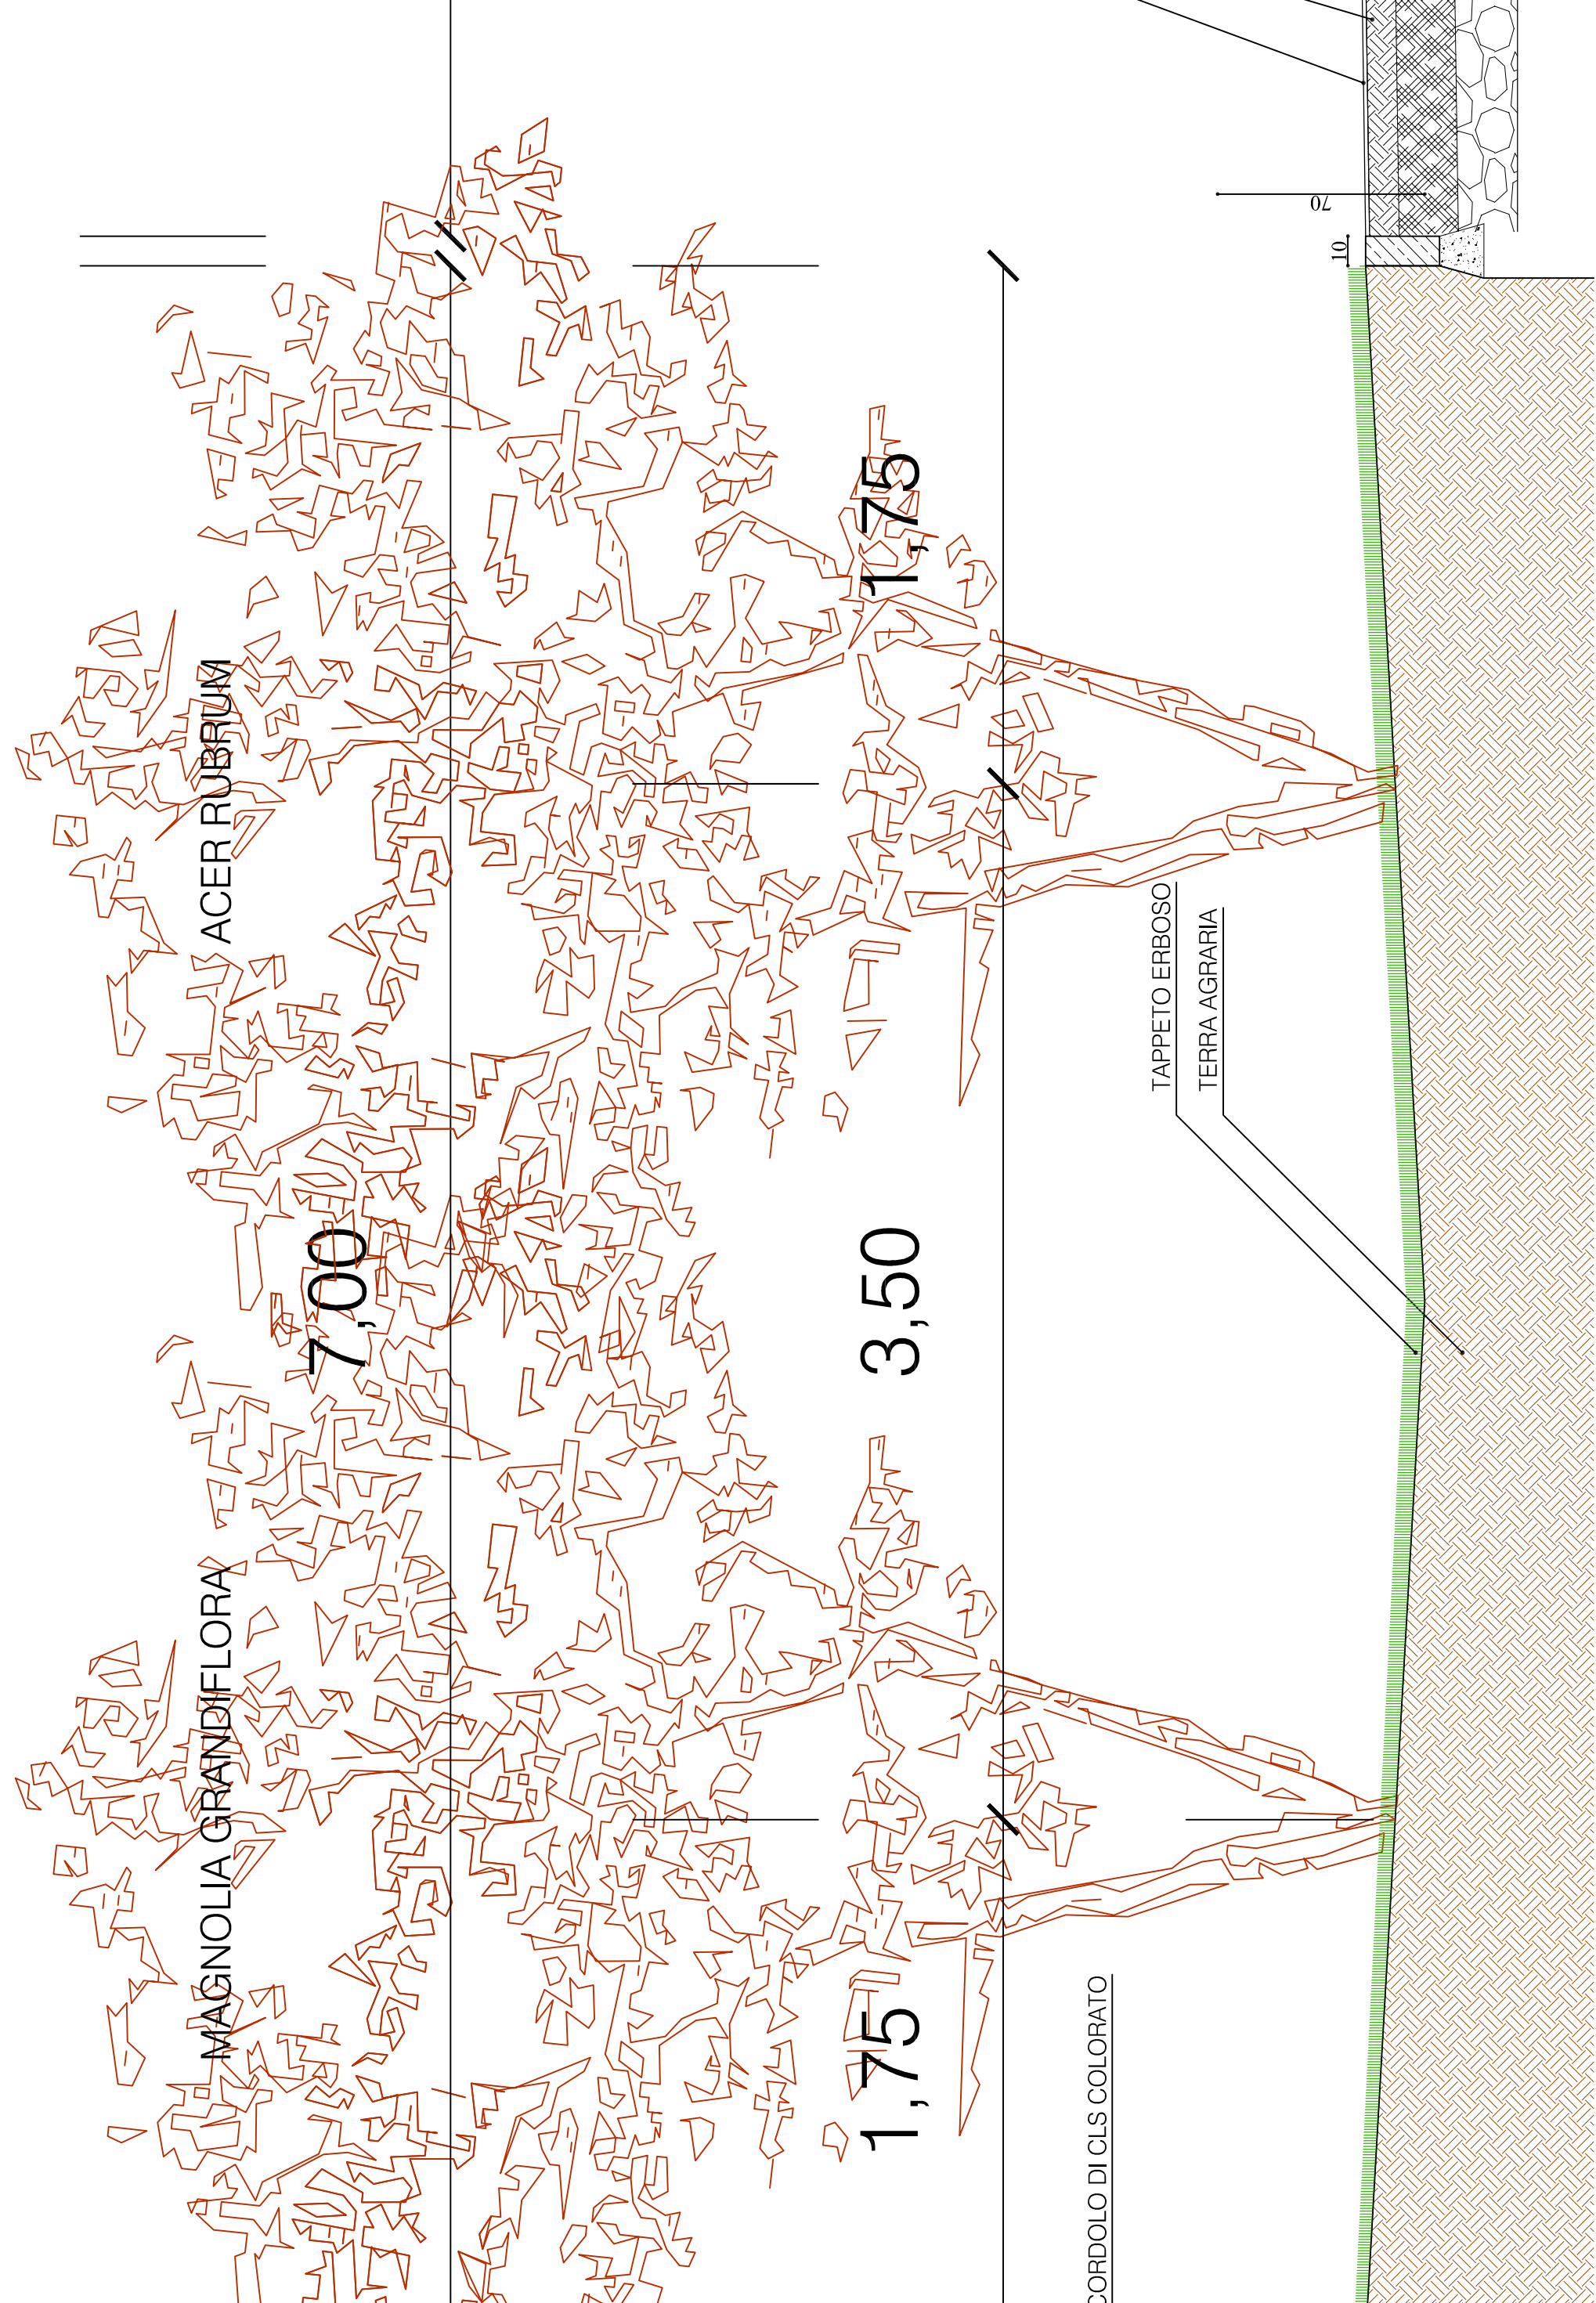 MAGNOLIA GRANDIFLORA
ACER RUBRUM
7,00
1,75
3,50
1,75
CORDOLO DI CLS COLORATO
TAPPETO ERBOSO
TERRA AGRARIA
70
10